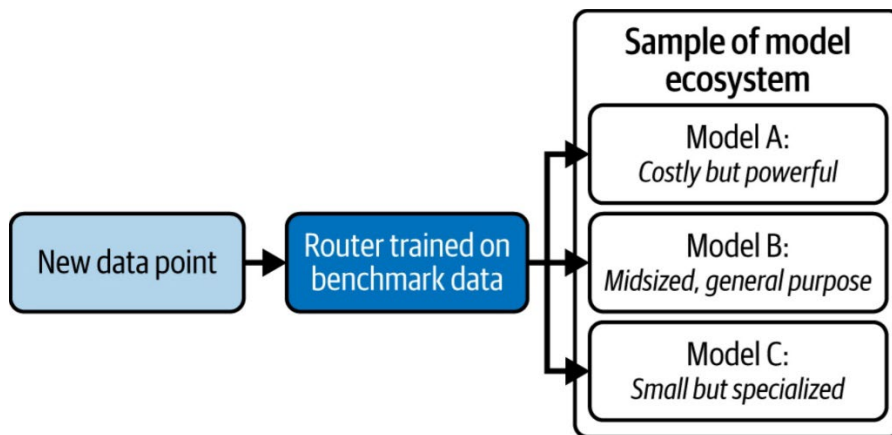 New data point
Router trained on
benchmark data
Sample of model
ecosystem
Model A:
Costly but powerful
Model B:
Midsized, general purpose
Model C:
Small but specialized